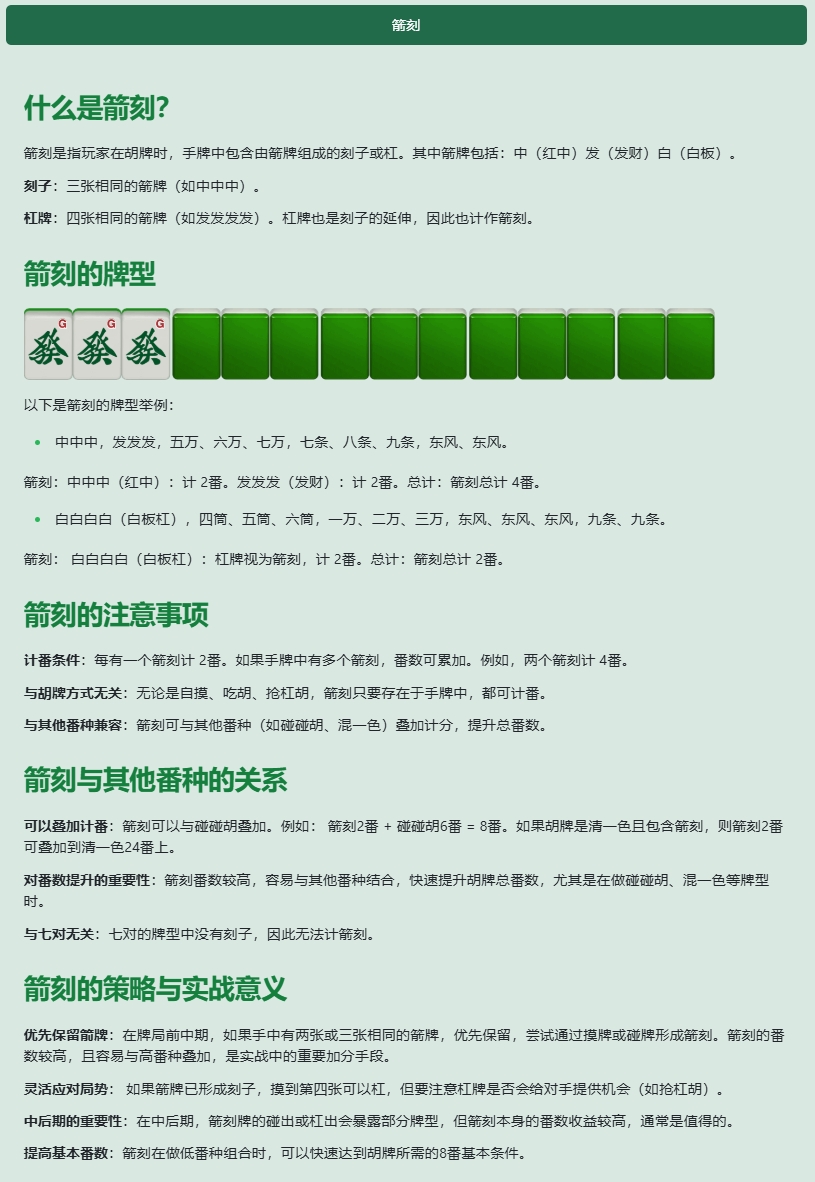 箭刻
什么是箭刻？
箭刻是指玩家在胡牌时，手牌中包含由箭牌组成的刻子或杠。其中箭牌包括：中（红中）发（发财）白（白板）。
刻子：三张相同的箭牌（如中中中）。
杠牌：四张相同的箭牌（如发发发发）。杠牌也是刻子的延伸，因此也计作箭刻。
箭刻的牌型
G G G
發 發 發
以下是箭刻的牌型举例：
中中中，发发发，五万、六万、七万，七条、八条、九条，东风、东风。
箭刻：中中中（红中）：计 2番。发发发（发财）：计 2番。总计：箭刻总计 4番。
白白白白（白板杠），四筒、五筒、六筒，一万、二万、三万，东风、东风、东风，九条、九条。
箭刻： 白白白白（白板杠）：杠牌视为箭刻，计 2番。总计：箭刻总计 2番。
箭刻的注意事项
计番条件：每有一个箭刻计 2番。如果手牌中有多个箭刻，番数可累加。例如，两个箭刻计 4番。
与胡牌方式无关：无论是自摸、吃胡、抢杠胡，箭刻只要存在于手牌中，都可计番。
与其他番种兼容：箭刻可与其他番种（如碰碰胡、混一色）叠加计分，提升总番数。
箭刻与其他番种的关系
可以叠加计番：箭刻可以与碰碰胡叠加。例如： 箭刻2番 + 碰碰胡6番 = 8番。如果胡牌是清一色且包含箭刻，则箭刻2番
可叠加到清一色24番上。
对番数提升的重要性：箭刻番数较高，容易与其他番种结合，快速提升胡牌总番数，尤其是在做碰碰胡、混一色等牌型
时。
与七对无关：七对的牌型中没有刻子，因此无法计箭刻。
箭刻的策略与实战意义
优先保留箭牌：在牌局前中期，如果手中有两张或三张相同的箭牌，优先保留，尝试通过摸牌或碰牌形成箭刻。箭刻的番
数较高，且容易与高番种叠加，是实战中的重要加分手段。
灵活应对局势： 如果箭牌已形成刻子，摸到第四张可以杠，但要注意杠牌是否会给对手提供机会（如抢杠胡）。
中后期的重要性：在中后期，箭刻牌的碰出或杠出会暴露部分牌型，但箭刻本身的番数收益较高，通常是值得的。
提高基本番数：箭刻在做低番种组合时，可以快速达到胡牌所需的8番基本条件。